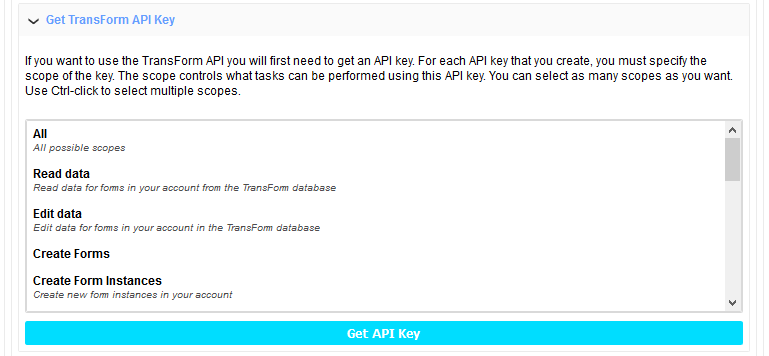 Get TransForm API Key
If you want to use the TransForm API you will first need to get an API key. For each API key that you create, you must specify the
scope of the key. The scope controls what tasks can be performed using this API key. You can select as many scopes as you want.
Use Ctrl-click to select multiple scopes.
All
All possible scopes
Read data
Read data for forms in your account from the TransForm database
Edit data
Edit data for forms in your account in the TransForm database
Create Forms
Create Form Instances
Create new form instances in your account
Get API Key